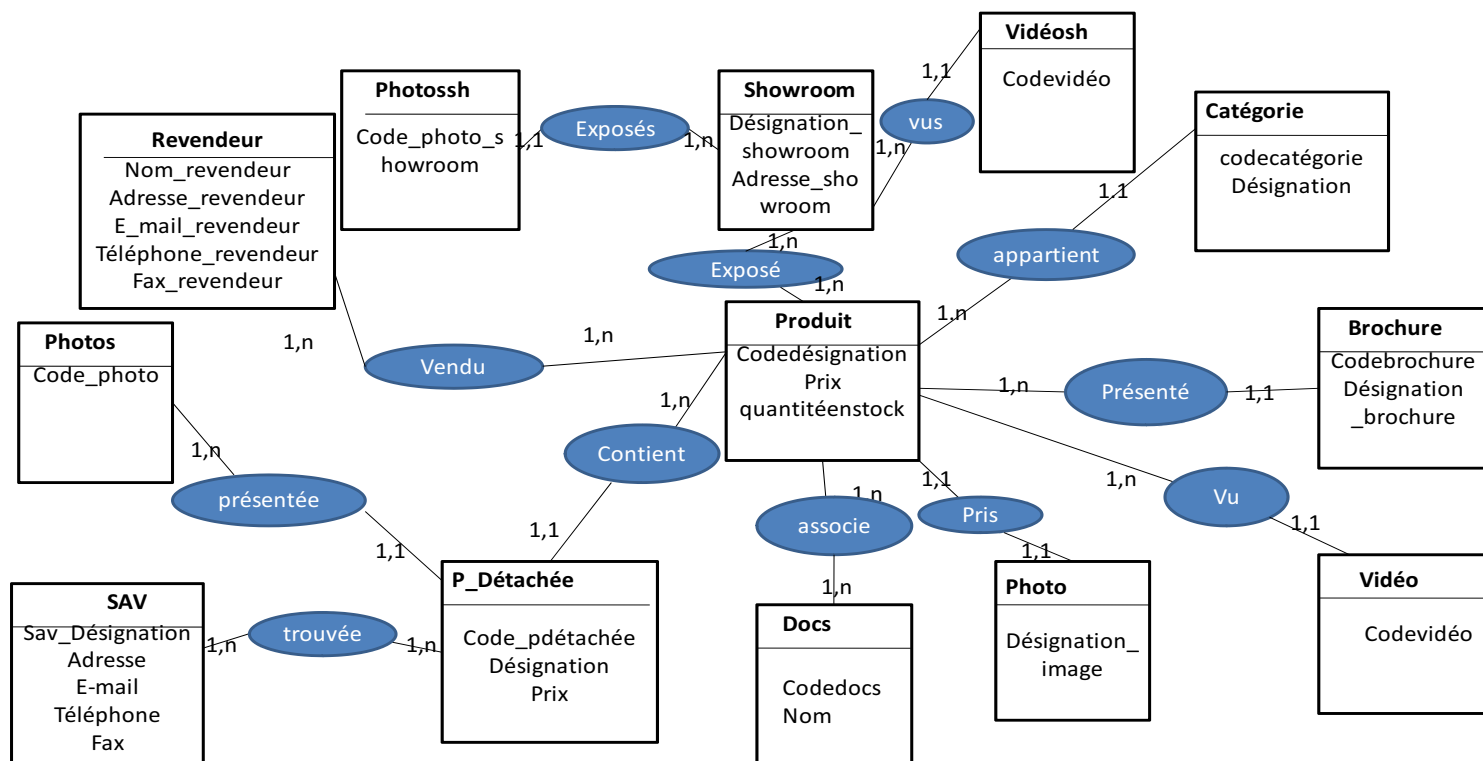 Vidéosh
Codevidéo
1,1
vus
1,n
Photossh
Code_photo_s
howroom
1,1
Exposés
1,n
Showroom
Désignation_
showroom
Adresse_sho
wroom
Catégorie
codecatégorie
Désignation
1.1
appartient
1.n
Revendeur
Nom_revendeur
Adresse_revendeur
E_mail_revendeur
Téléphone_revendeur
Fax_revendeur
1,n
Exposé
1,n
1,n
Vendu
1,n
Produit
Codedésignation
Prix
quantitéenstock
Brochure
Codebrochure
Désignation
_brochure
1,n
Présenté
1,1
Photos
Code_photo
1,n
présentée
1,1
1,n
Contient
1,1
1,n
associe
1,n
1,1
Pris
1,1
1,n
Vu
1,1
SAV
Sav_Désignation
Adresse
E-mail
Téléphone
Fax
1,n
trouvée
1,n
P_Détachée
Code_pdétachée
Désignation
Prix
Docs
Codedocs
Nom
Photo
Désignation_
image
Vidéo
Codevidéo